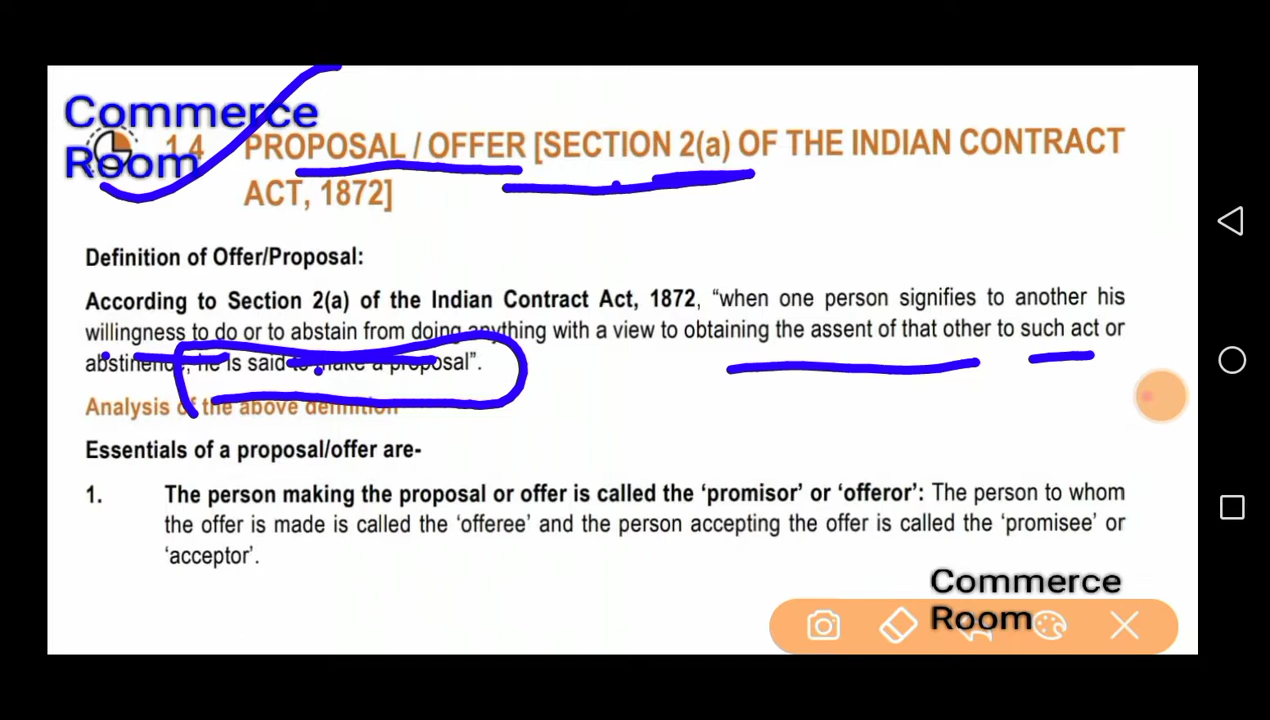 Commerce
Room
1.4 PROPOSAL / OFFER [SECTION 2(a) OF THE INDIAN CONTRACT
ACT, 1872]
Definition of Offer/Proposal:
According to Section 2(a) of the Indian Contract Act, 1872, “when one person signifies to another his
willingness to do or to abstain from doing anything with a view to obtaining the assent of that other to such act or
abstinence, he is said to make a proposal”.
Analysis of the above definition
Essentials of a proposal/offer are-
1. The person making the proposal or offer is called the ‘promisor’ or ‘offeror’: The person to whom
the offer is made is called the ‘offeree’ and the person accepting the offer is called the ‘promisee’ or
‘acceptor’.
Commerce
Room